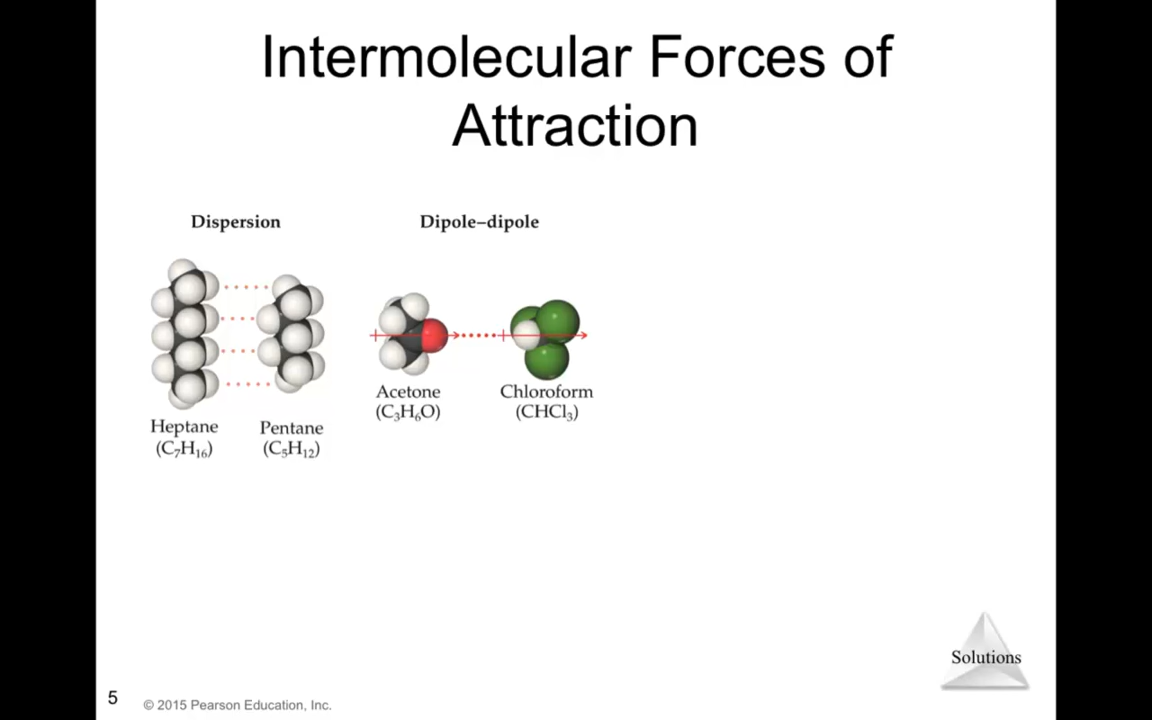 Intermolecular Forces of
Attraction
Dispersion
Dipole–dipole
Heptane
(C₇H₁₆)
Pentane
(C₅H₁₂)
Acetone
(C₃H₆O)
Chloroform
(CHCl₃)
Solutions
5
© 2015 Pearson Education, Inc.